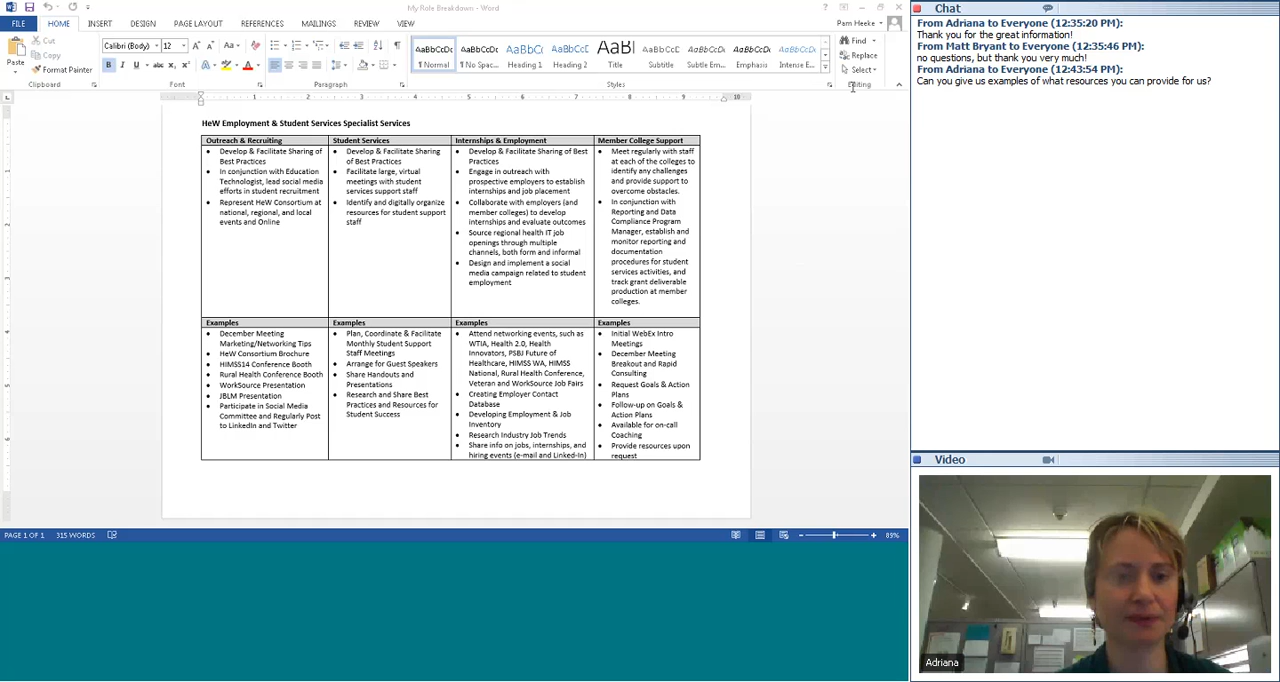 My Role Breakdown - Word
FILE HOME INSERT DESIGN PAGE LAYOUT REFERENCES MAILINGS REVIEW VIEW
Pam Heeke
Cut
Copy
Format Painter
Paste
Clipboard
Calibri (Body) 12
Font
Paragraph
AaBbCcDc AaBbCcDc AaBbCc AaBbCcDc AaBl AaBbCcDc AaBbCcDc AaBbCcDc AaBbCcDc
¶ Normal ¶ No Spac... Heading 1 Heading 2 Title Subtitle Subtle Em... Emphasis Intense E...
Styles
Find
Replace
Select
Editing
1 2 3 4 5 6 7 8 9 10
HeW Employment & Student Services Specialist Services
Outreach & Recruiting
• Develop & Facilitate Sharing of
Best Practices
• In conjunction with Education
Technologist, lead social media
efforts in student recruitment
• Represent HeW Consortium at
national, regional, and local
events and Online
Student Services
• Develop & Facilitate Sharing
of Best Practices
• Facilitate large, virtual
meetings with student
services support staff
• Identify and digitally organize
resources for student support
staff
Internships & Employment
• Develop & Facilitate Sharing of Best
Practices
• Engage in outreach with
prospective employers to establish
internships and job placement
• Collaborate with employers (and
member colleges) to develop
internships and evaluate outcomes
• Source regional health IT job
openings through multiple
channels, both form and informal
• Design and implement a social
media campaign related to student
employment
Member College Support
• Meet regularly with staff
at each of the colleges to
identify any challenges
and provide support to
overcome obstacles.
• In conjunction with
Reporting and Data
Compliance Program
Manager, establish and
monitor reporting and
documentation
procedures for student
services activities, and
track grant deliverable
production at member
colleges.
Examples
• December Meeting
Marketing/Networking Tips
• HeW Consortium Brochure
• HIMSS14 Conference Booth
• Rural Health Conference Booth
• WorkSource Presentation
• JBLM Presentation
• Participate in Social Media
Committee and Regularly Post
to LinkedIn and Twitter
Examples
• Plan, Coordinate & Facilitate
Monthly Student Support
Staff Meetings
• Arrange for Guest Speakers
• Share Handouts and
Presentations
• Research and Share Best
Practices and Resources for
Student Success
Examples
• Attend networking events, such as
WTIA, Health 2.0, Health
Innovators, PSBJ Future of
Healthcare, HIMSS WA, HIMSS
National, Rural Health Conference,
Veteran and WorkSource Job Fairs
• Creating Employer Contact
Database
• Developing Employment & Job
Inventory
• Research Industry Job Trends
• Share info on jobs, internships, and
hiring events (e-mail and Linked-In)
Examples
• Initial WebEx Intro
Meetings
• December Meeting
Breakout and Rapid
Consulting
• Request Goals & Action
Plans
• Follow-up on Goals &
Action Plans
• Available for on-call
Coaching
• Provide resources upon
request
PAGE 1 OF 1 315 WORDS
89%
Chat
From Adriana to Everyone (12:35:20 PM):
Thank you for the great information!
From Matt Bryant to Everyone (12:35:46 PM):
no questions, but thank you very much!
From Adriana to Everyone (12:43:54 PM):
Can you give us examples of what resources you can provide for us?
Video
Adriana